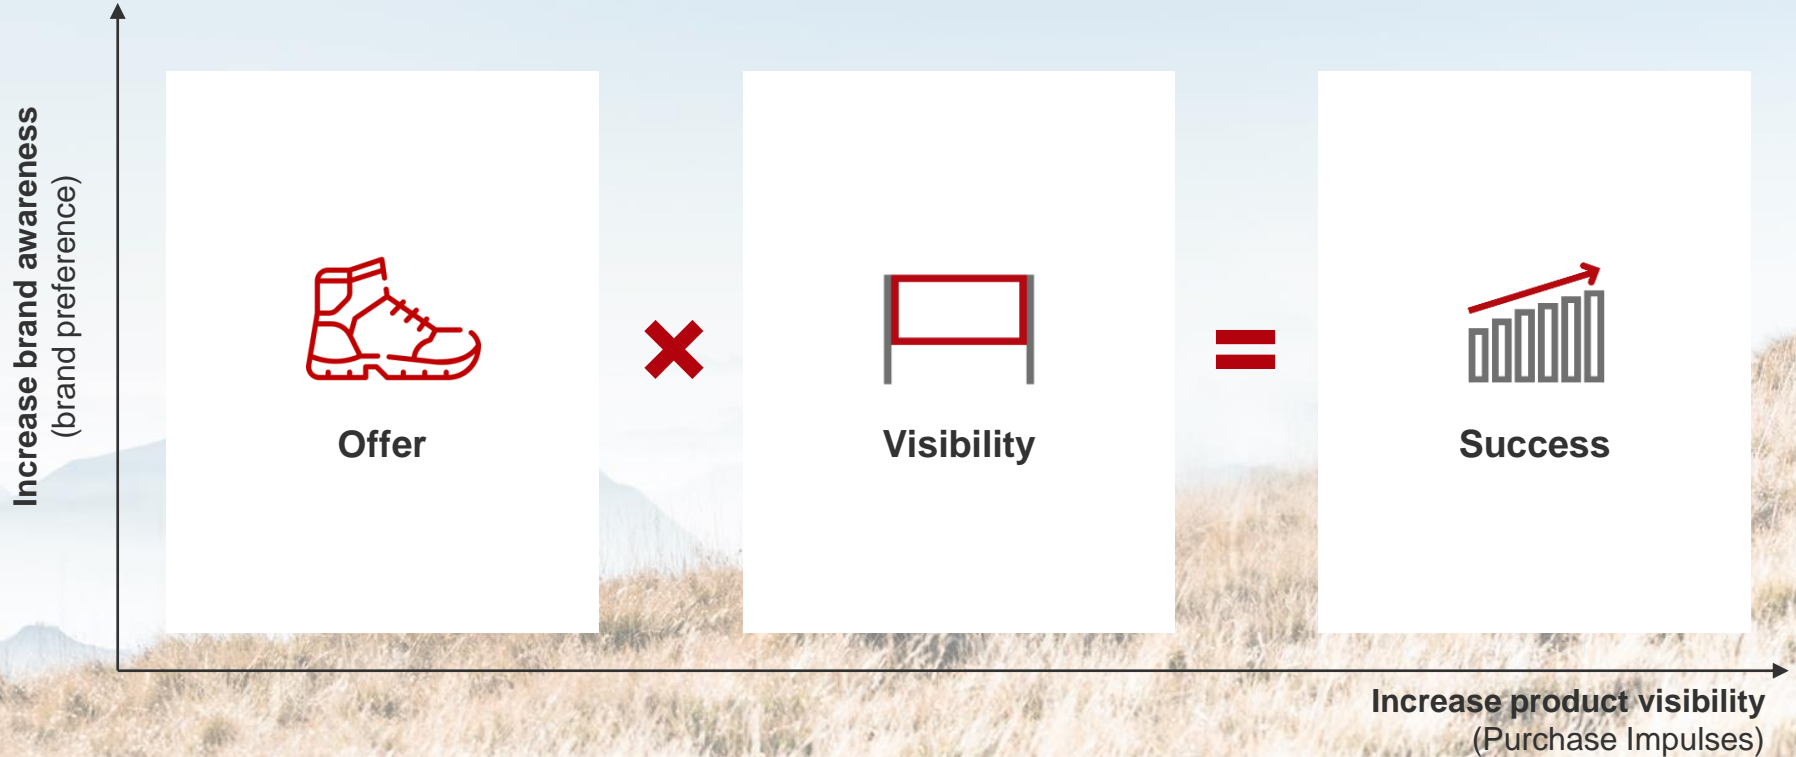 Increase brand awareness
(brand preference)
Offer
Visibility
Success
Increase product visibility
(Purchase Impulses)